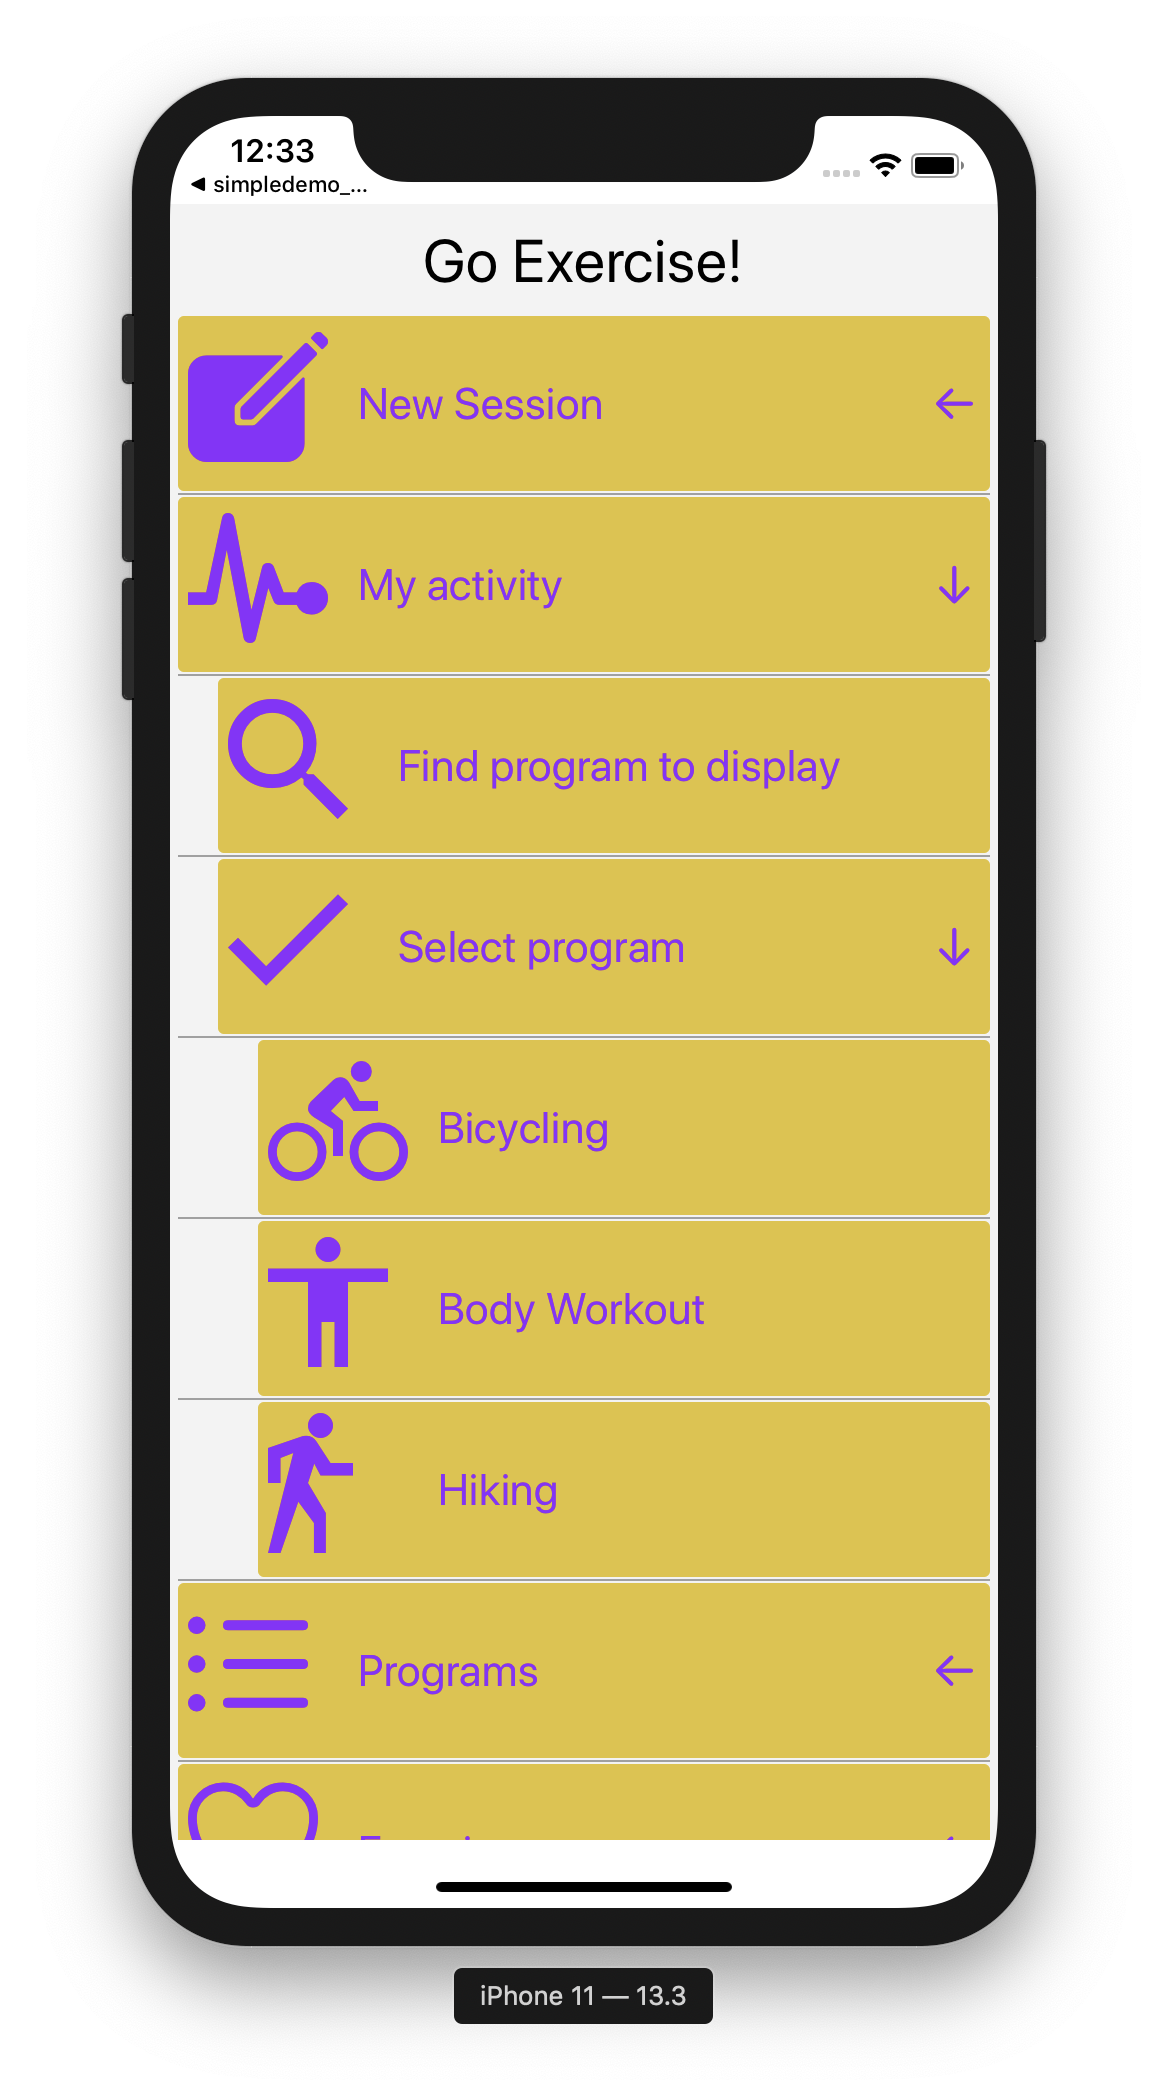 12:33
simpledemo_...
Go Exercise!
New Session
My activity
Find program to display
Select program
Bicycling
Body Workout
Hiking
Programs
iPhone 11 — 13.3